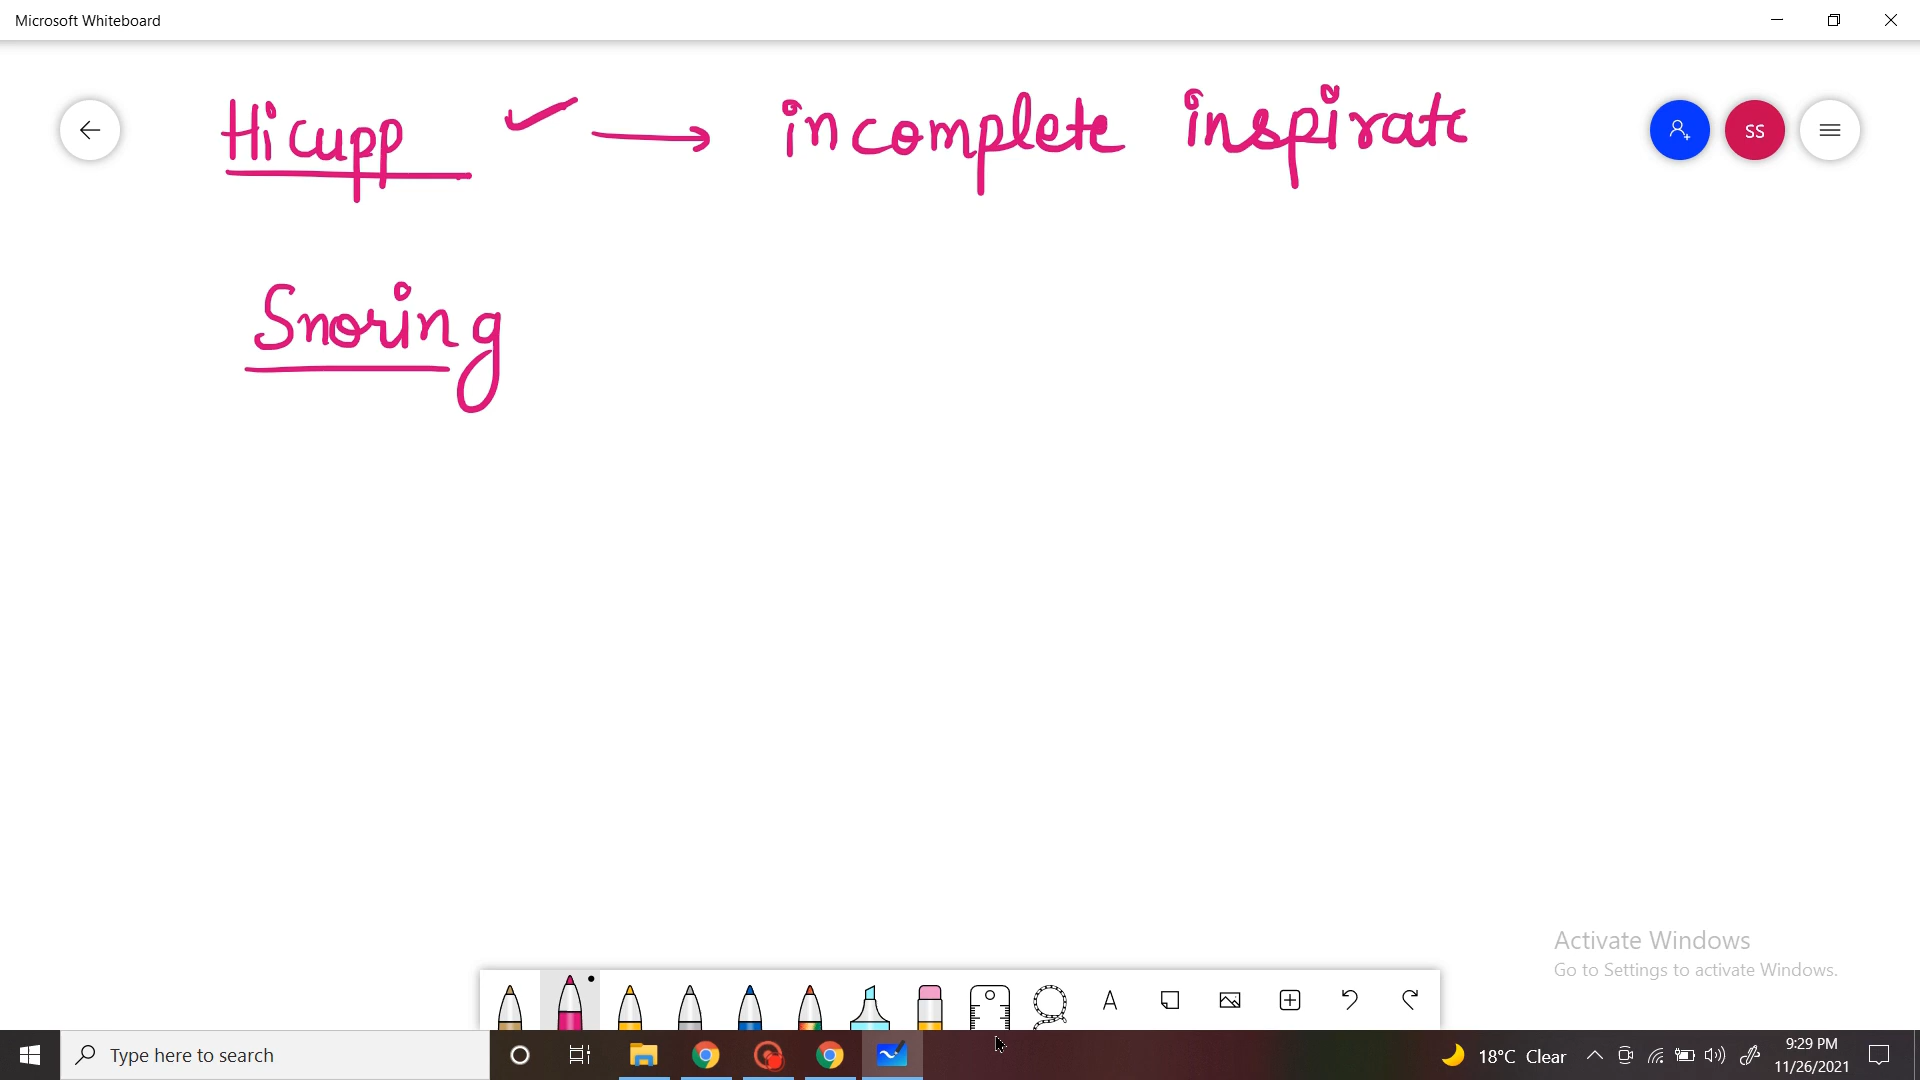 Microsoft Whiteboard
Hicupp ✓ → incomplete inspirate
SS
Snoring
Activate Windows
Go to Settings to activate Windows.
A
Type here to search
18°C Clear
9:29 PM
11/26/2021